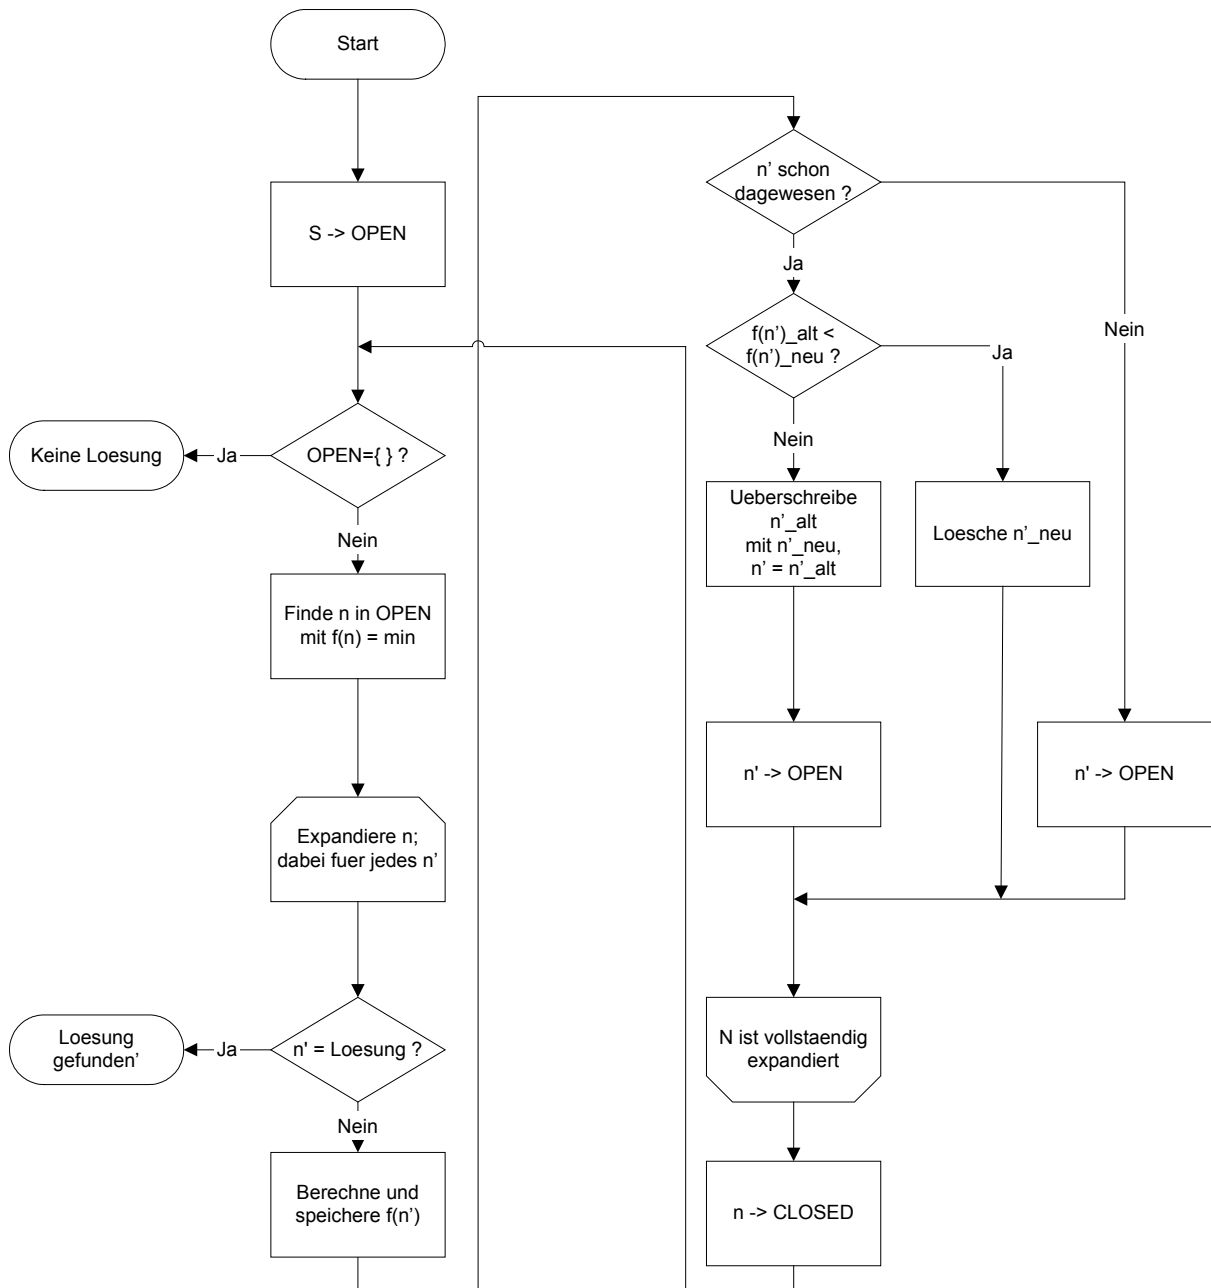 Start
S -> OPEN
OPEN={ } ?
Ja
Keine Loesung
Nein
Finde n in OPEN
mit f(n) = min
Expandiere n;
dabei fuer jedes n’
n' = Loesung ?
Ja
Loesung
gefunden’
Nein
Berechne und
speichere f(n’)
n’ schon
dagewesen ?
Ja
Nein
f(n’)_alt <
f(n’)_neu ?
Ja
Nein
Ueberschreibe
n’_alt
mit n’_neu,
n’ = n’_alt
Loesche n’_neu
n' -> OPEN
n' -> OPEN
N ist vollstaendig
expandiert
n -> CLOSED